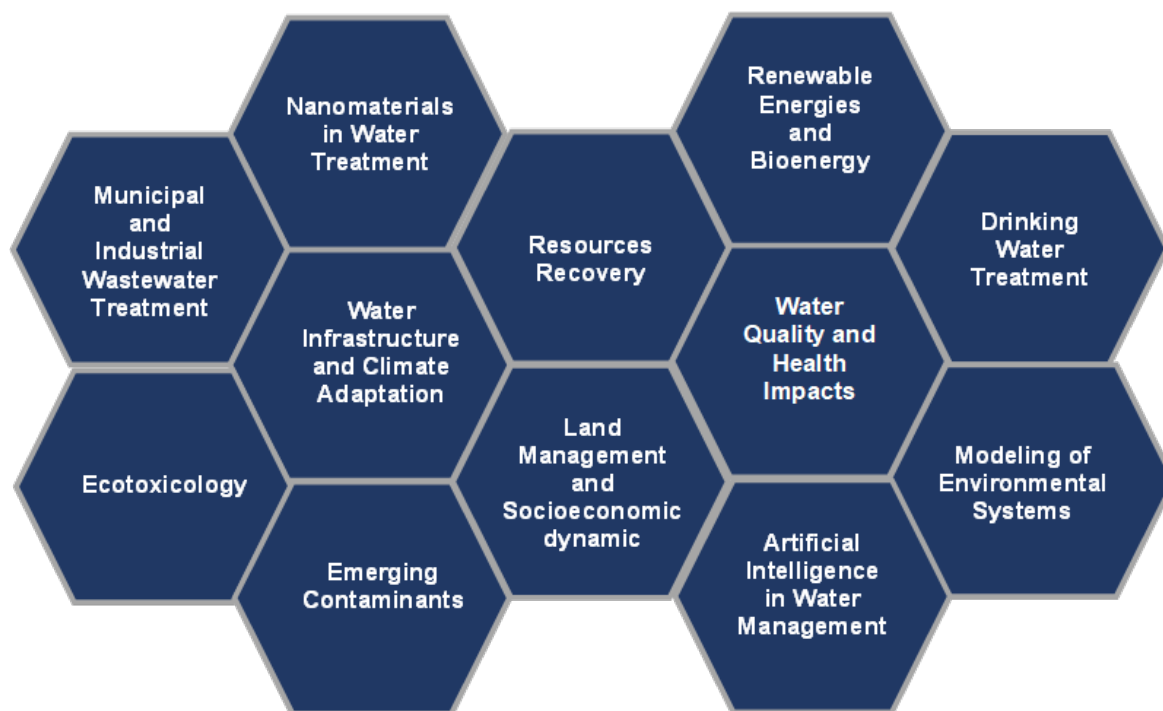 Nanomaterials
in Water
Treatment
Renewable
Energies
and
Bioenergy
Municipal
and
Industrial
Wastewater
Treatment
Resources
Recovery
Drinking
Water
Treatment
Water
Infrastructure
and Climate
Adaptation
Water
Quality and
Health
Impacts
Ecotoxicology
Land
Management
and
Socioeconomic
dynamic
Modeling of
Environmental
Systems
Emerging
Contaminants
Artificial
Intelligence
in Water
Management